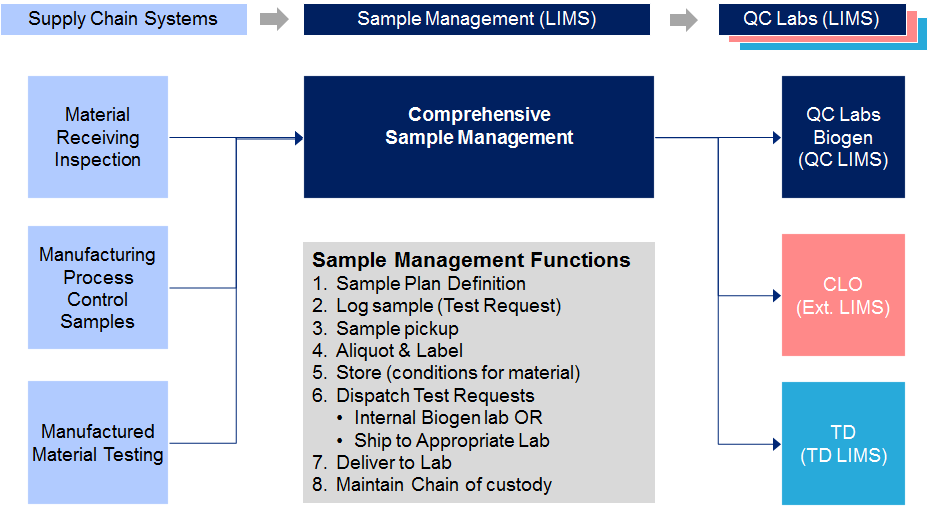 Supply Chain Systems
Sample Management (LIMS)
QC Labs (LIMS)
Material
Receiving
Inspection
Comprehensive
Sample Management
QC Labs
Biogen
(QC LIMS)
Manufacturing
Process
Control
Samples
Sample Management Functions
1. Sample Plan Definition
2. Log sample (Test Request)
3. Sample pickup
4. Aliquot & Label
5. Store (conditions for material)
6. Dispatch Test Requests
• Internal Biogen lab OR
• Ship to Appropriate Lab
7. Deliver to Lab
8. Maintain Chain of custody
CLO
(Ext. LIMS)
Manufactured
Material Testing
TD
(TD LIMS)